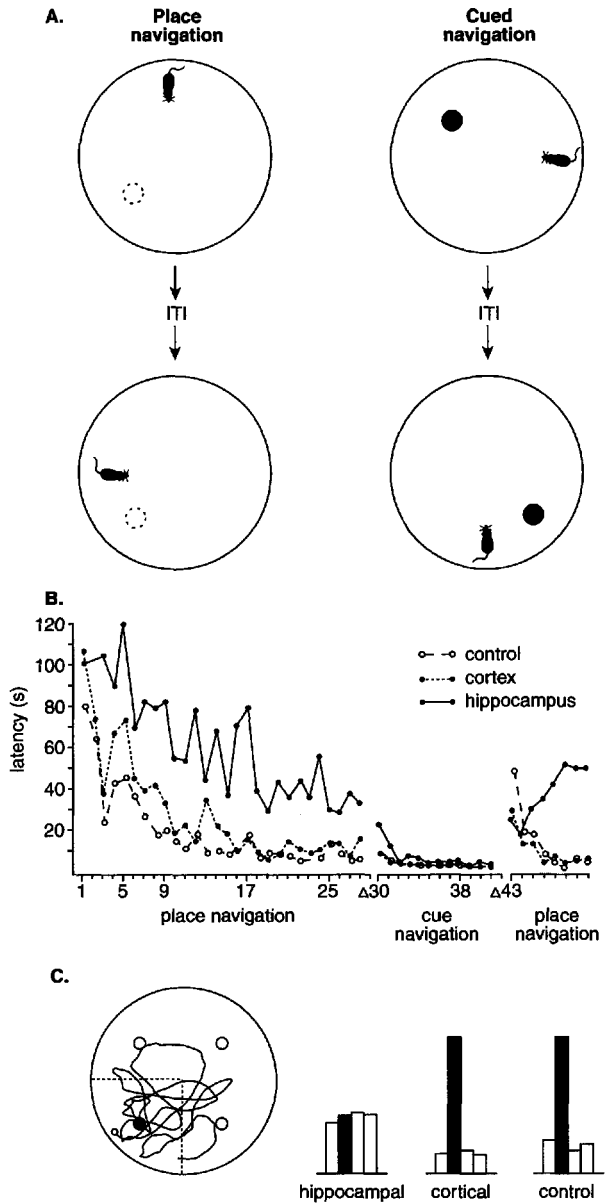 A.
Place
navigation
Cued
navigation
ITI
ITI
B.
120
100
80
60
40
20
latency (s)
control
cortex
hippocampus
1 5 9 17 25 Δ30 38 Δ43
place navigation
cue
navigation
place
navigation
C.
hippocampal
cortical
control